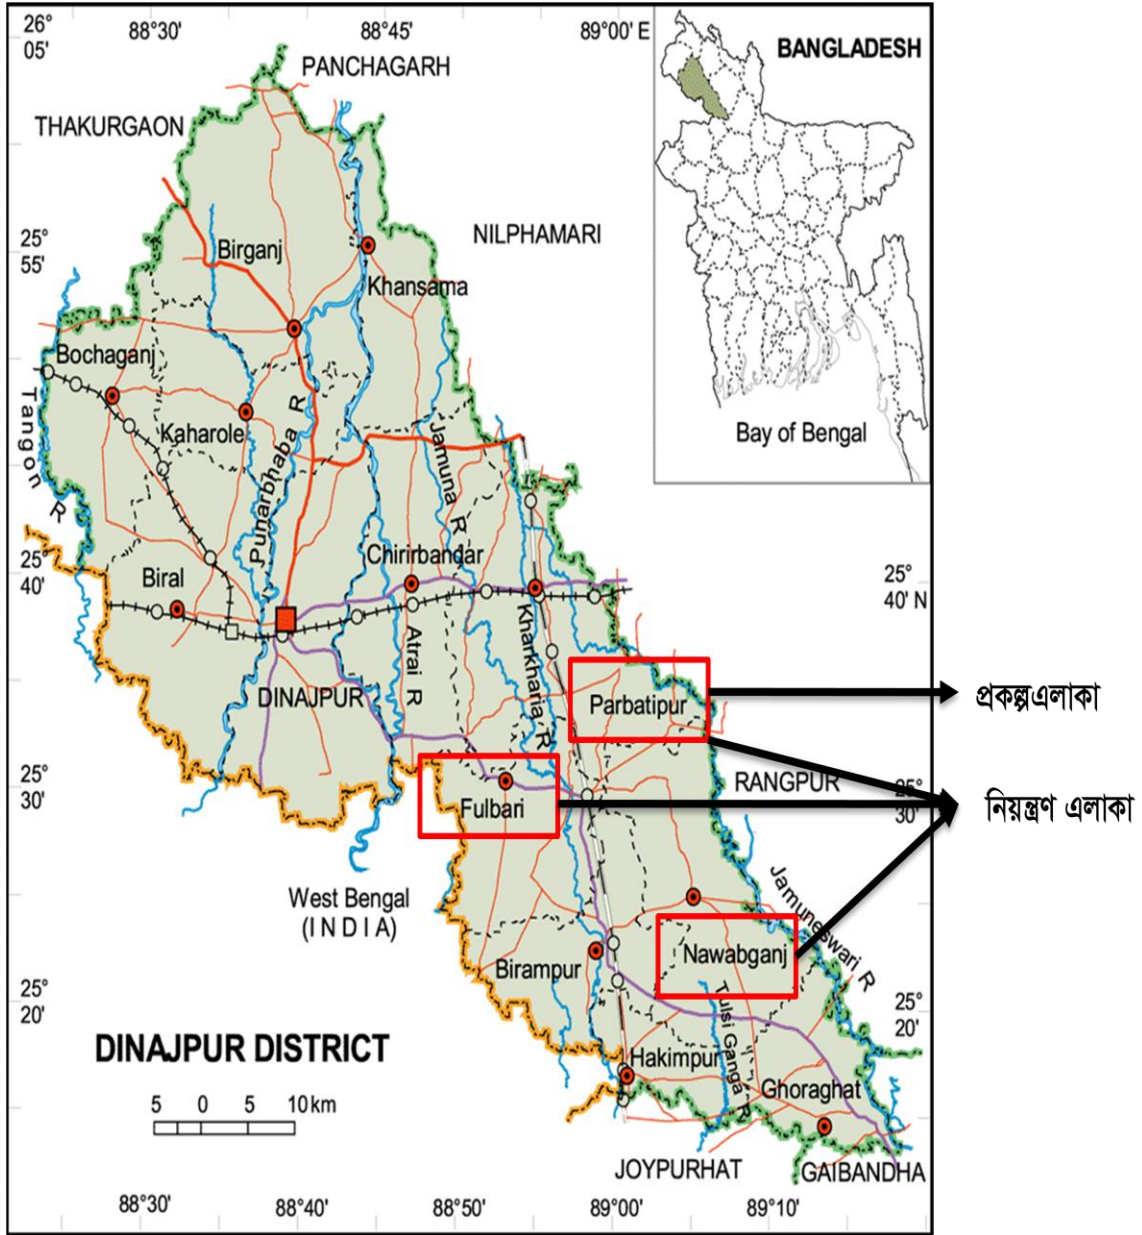 26°
05'
88°30'
88°45'
89°00' E
BANGLADESH
PANCHAGARH
THAKURGAON
NILPHAMARI
25°
55'
Birganj
Khansama
Bochaganj
Kaharole
Tangon R
Punarbhaba R
Jamuna R
Bay of Bengal
25°
40'
Chirirbandar
Biral
25°
40' N
Atrai R
Kharkharia R
DINAJPUR
Parbatipur
প্রকল্পএলাকা
25°
30'
Fulbari
RANGPUR
25°
30'
নিয়ন্ত্রণ এলাকা
West Bengal
(INDIA)
Jamuneswari R
Birampur
Nawabganj
25°
20'
Tulsi Ganga R
25°
20'
DINAJPUR DISTRICT
Hakimpur
Ghoraghat
5 0 5 10 km
JOYPURHAT
GAIBANDHA
88°30'
88°40'
88°50'
89°00'
89°10'